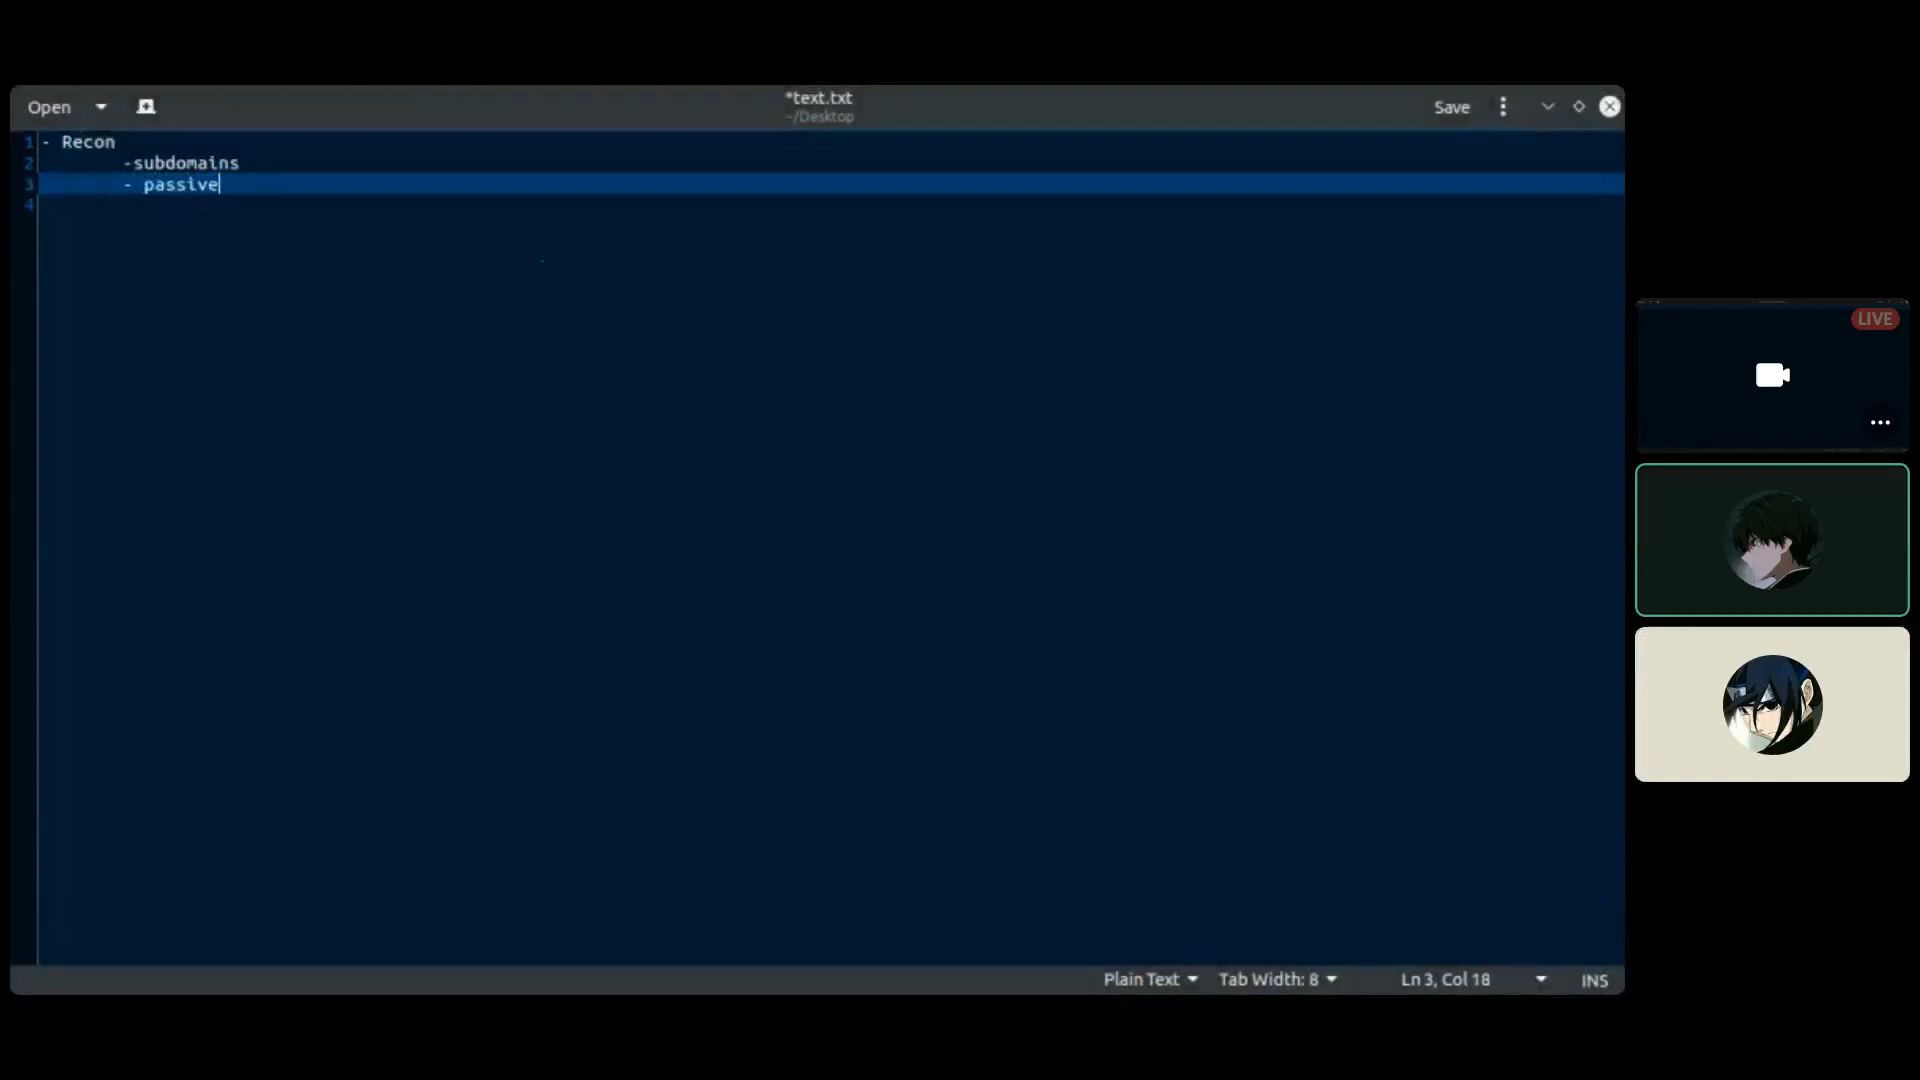 Open
*text.txt
~/Desktop
Save
1 - Recon
2 -subdomains
3 - passive
4
LIVE
Plain Text
Tab Width: 8
Ln 3, Col 18
INS